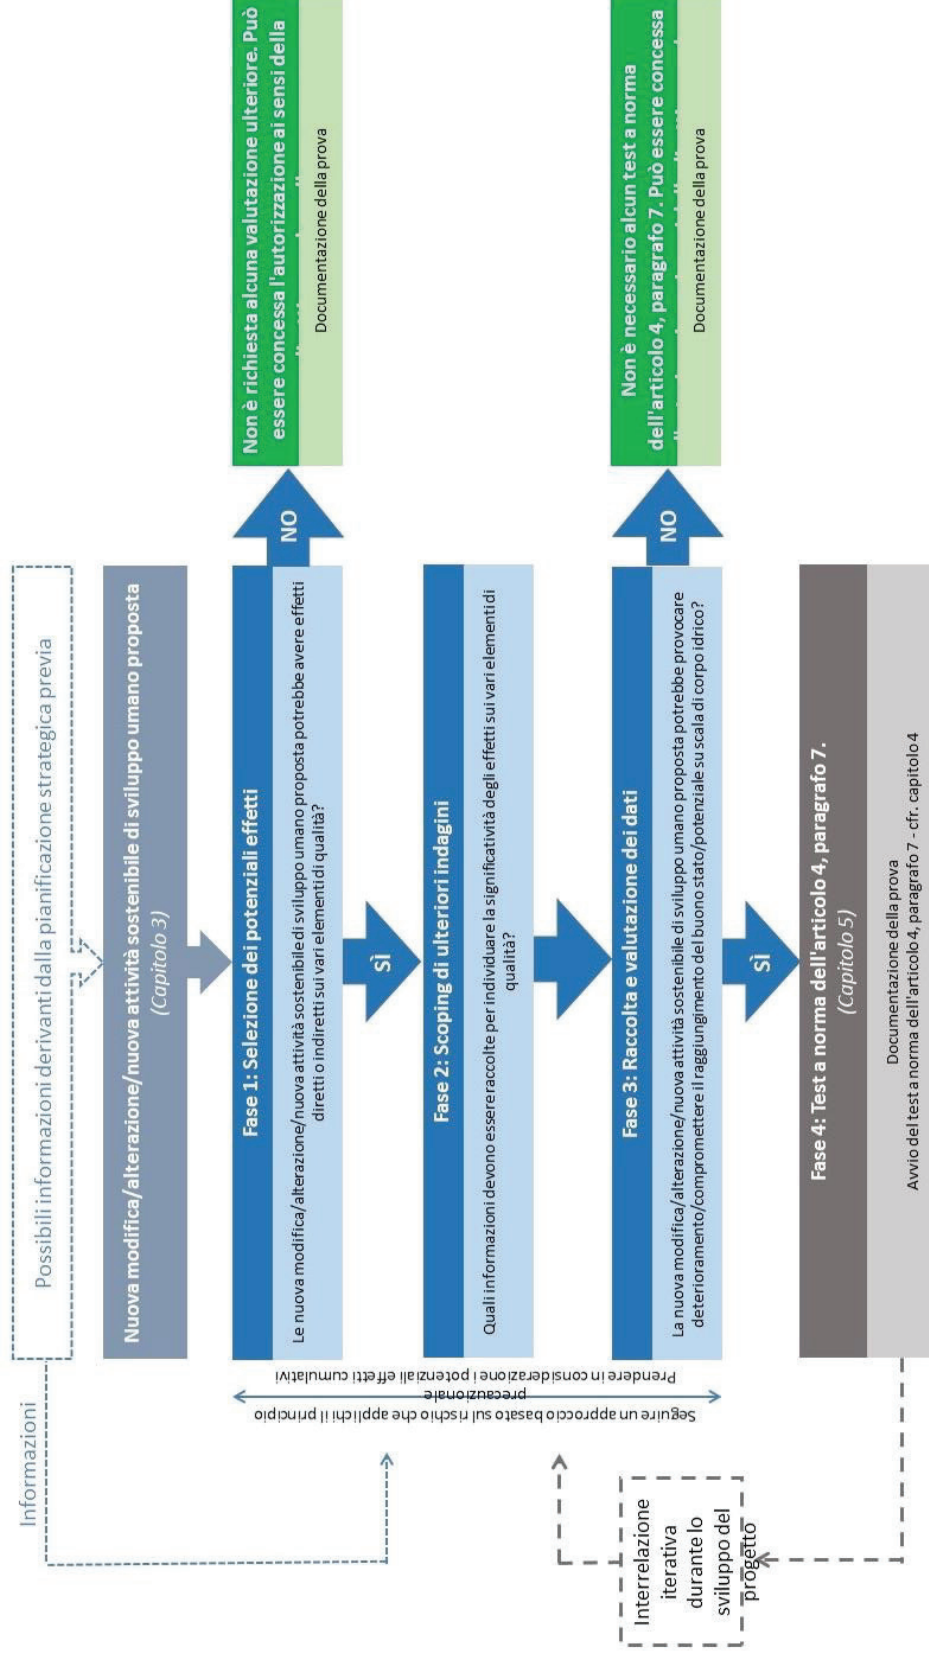 Possibili informazioni derivanti dalla pianificazione strategica previa
Informazioni
Nuova modifica/alterazione/nuova attività sostenibile di sviluppo umano proposta
(Capitolo 3)
Fase 1: Selezione dei potenziali effetti
Le nuova modifica/alterazione/nuova attività sostenibile di sviluppo umano proposta potrebbe avere effetti
diretti o indiretti sui vari elementi di qualità?
NO
Non è richiesta alcuna valutazione ulteriore. Può
essere concessa l'autorizzazione ai sensi della
Documentazione della prova
SÌ
Fase 2: Scoping di ulteriori indagini
Quali informazioni devono essere raccolte per individuare la significatività degli effetti sui vari elementi di
qualità?
Fase 3: Raccolta e valutazione dei dati
La nuova modifica/alterazione/nuova attività sostenibile di sviluppo umano proposta potrebbe provocare
deterioramento/compromettere il raggiungimento del buono stato/potenziale su scala di corpo idrico?
NO
Non è necessario alcun test a norma
dell'articolo 4, paragrafo 7. Può essere concessa
Documentazione della prova
SÌ
Fase 4: Test a norma dell'articolo 4, paragrafo 7.
(Capitolo 5)
Documentazione della prova
Avvio del test a norma dell'articolo 4, paragrafo 7 - cfr. capitolo 4
Seguire un approccio basato sul rischio che applichi il principio
precauzionale
Prendere in considerazione i potenziali effetti cumulativi
Interrelazione
iterativa
durante lo
sviluppo del
progetto